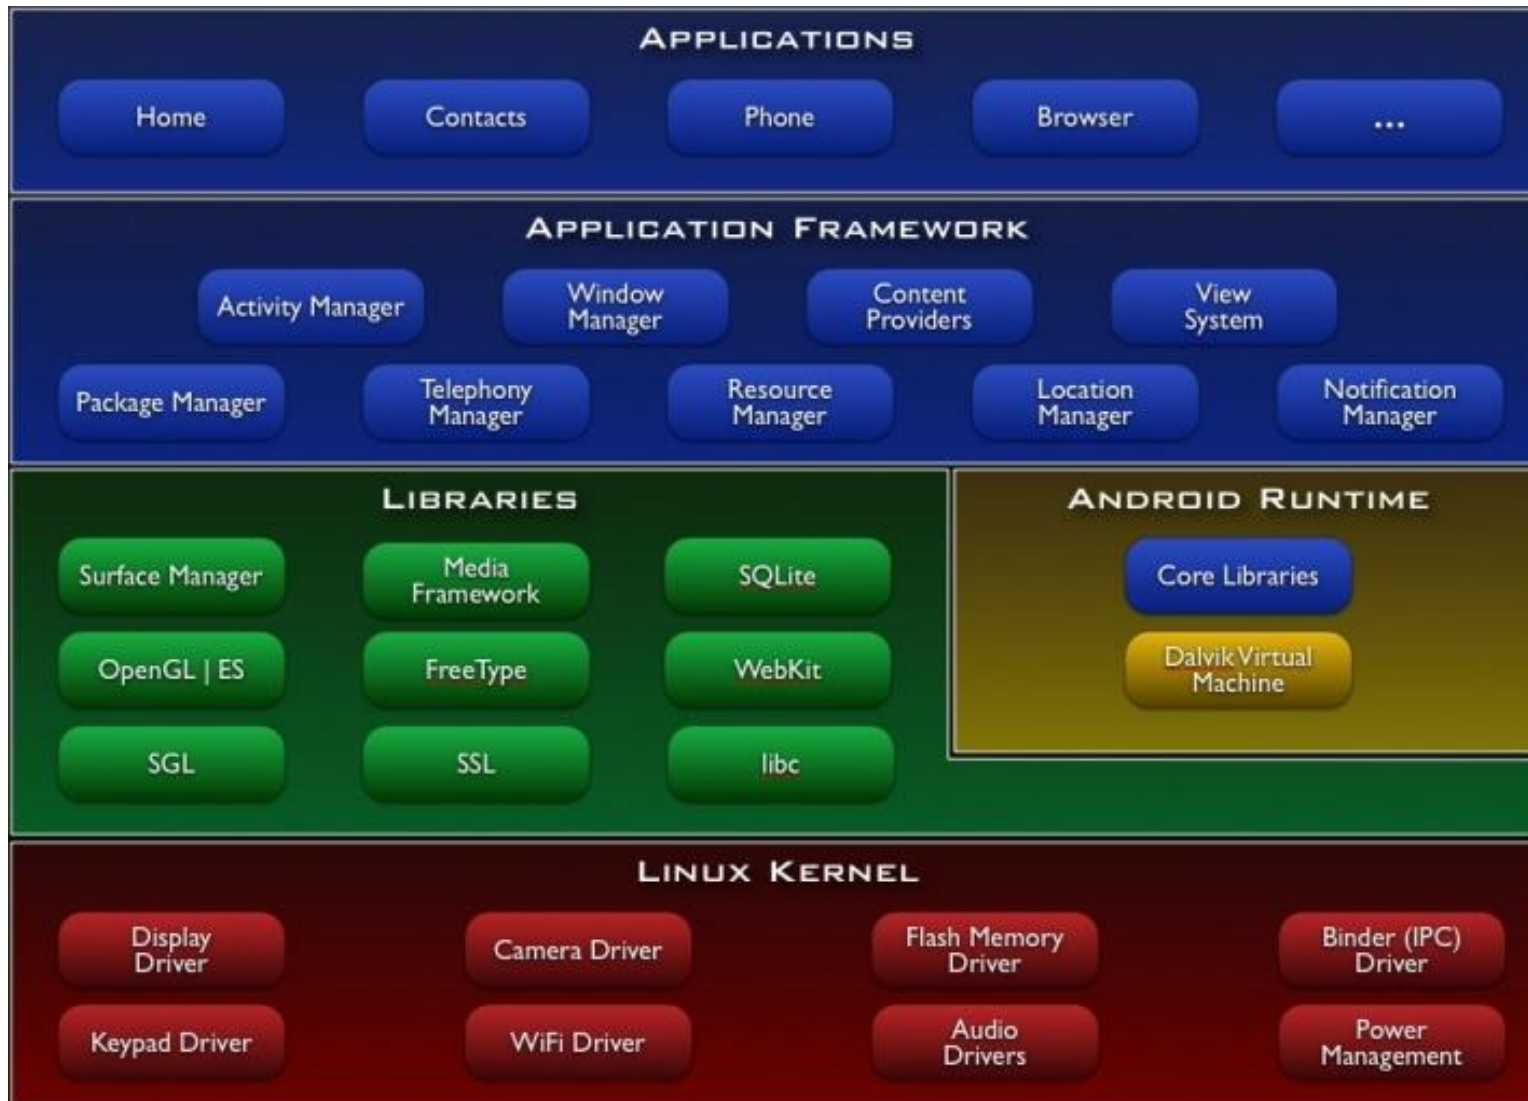 APPLICATIONS
Home
Contacts
Phone
Browser
...
APPLICATION FRAMEWORK
Activity Manager
Window
Manager
Content
Providers
View
System
Package Manager
Telephony
Manager
Resource
Manager
Location
Manager
Notification
Manager
LIBRARIES
Surface Manager
Media
Framework
SQLite
OpenGL | ES
FreeType
WebKit
SGL
SSL
libc
ANDROID RUNTIME
Core Libraries
Dalvik Virtual
Machine
LINUX KERNEL
Display
Driver
Camera Driver
Flash Memory
Driver
Binder (IPC)
Driver
Keypad Driver
WiFi Driver
Audio
Drivers
Power
Management